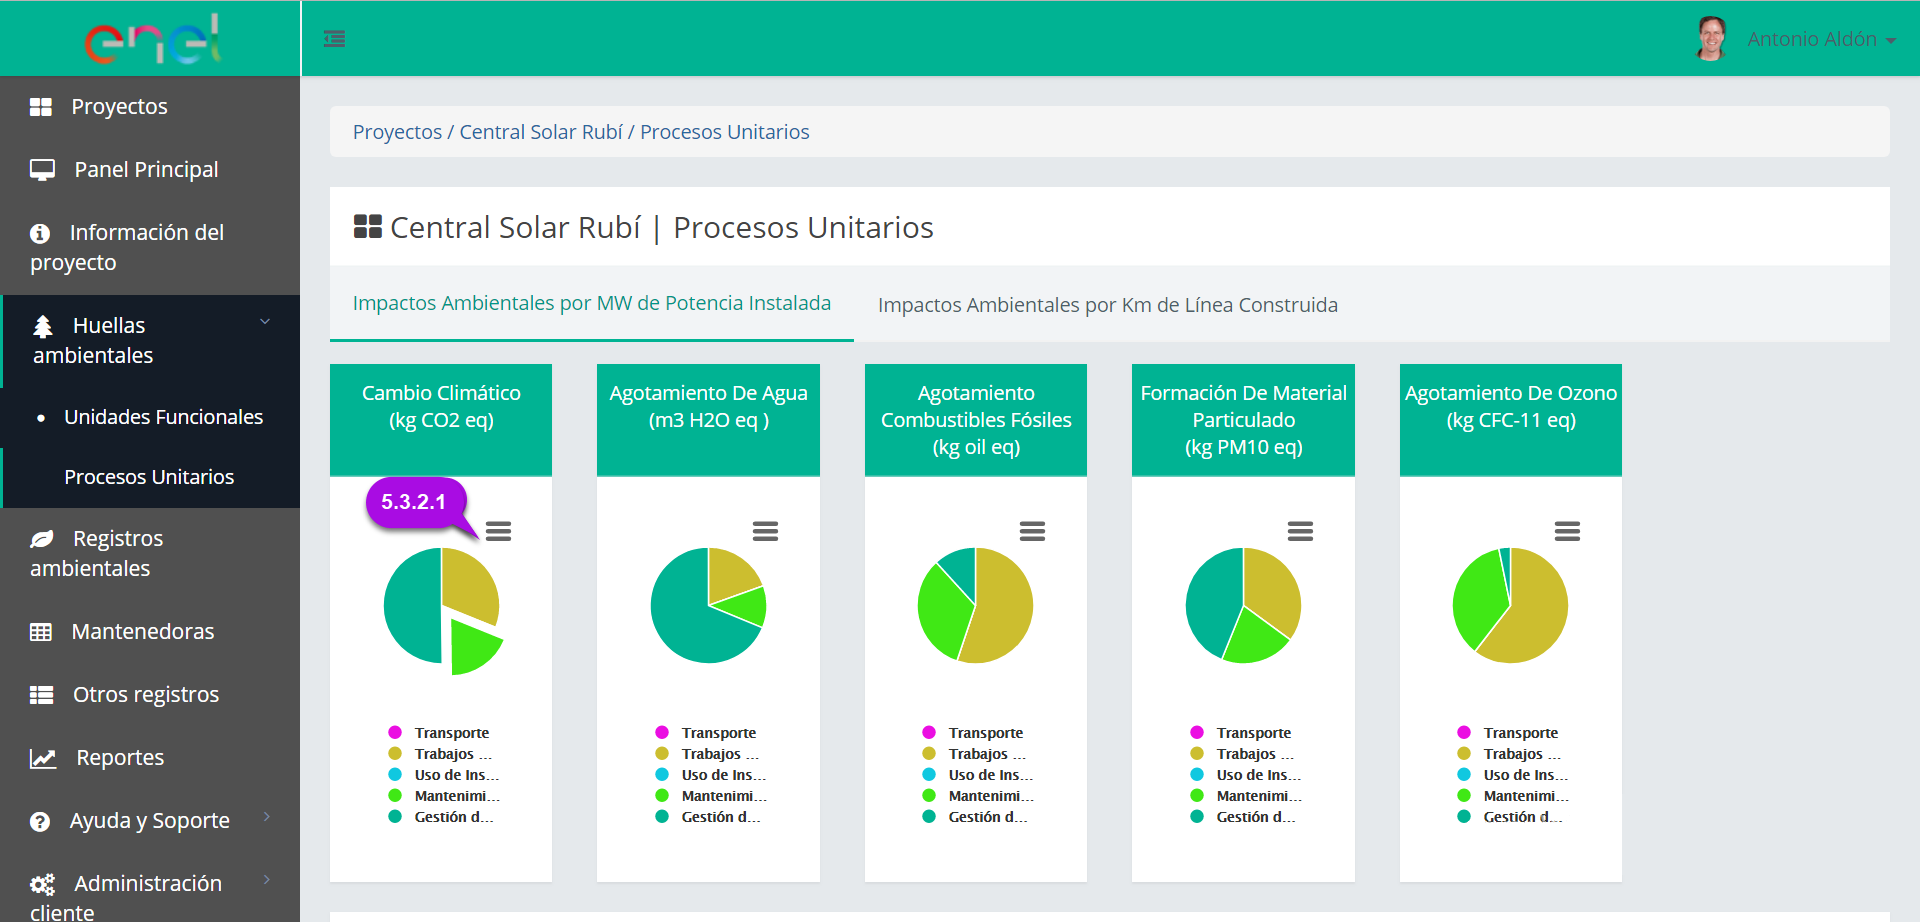 enel
Antonio Aldón
Proyectos
Panel Principal
Información del
proyecto
Huellas
ambientales
Unidades Funcionales
Procesos Unitarios
Registros
ambientales
Mantenedoras
Otros registros
Reportes
Ayuda y Soporte
Administración
cliente
Proyectos / Central Solar Rubí / Procesos Unitarios
Central Solar Rubí | Procesos Unitarios
Impactos Ambientales por MW de Potencia Instalada
Impactos Ambientales por Km de Línea Construida
Cambio Climático
(kg CO2 eq)
5.3.2.1
Transporte
Trabajos ...
Uso de Ins...
Mantenimi...
Gestión d...
Agotamiento De Agua
(m3 H2O eq )
Transporte
Trabajos ...
Uso de Ins...
Mantenimi...
Gestión d...
Agotamiento
Combustibles Fósiles
(kg oil eq)
Transporte
Trabajos ...
Uso de Ins...
Mantenimi...
Gestión d...
Formación De Material
Particulado
(kg PM10 eq)
Transporte
Trabajos ...
Uso de Ins...
Mantenimi...
Gestión d...
Agotamiento De Ozono
(kg CFC-11 eq)
Transporte
Trabajos ...
Uso de Ins...
Mantenimi...
Gestión d...